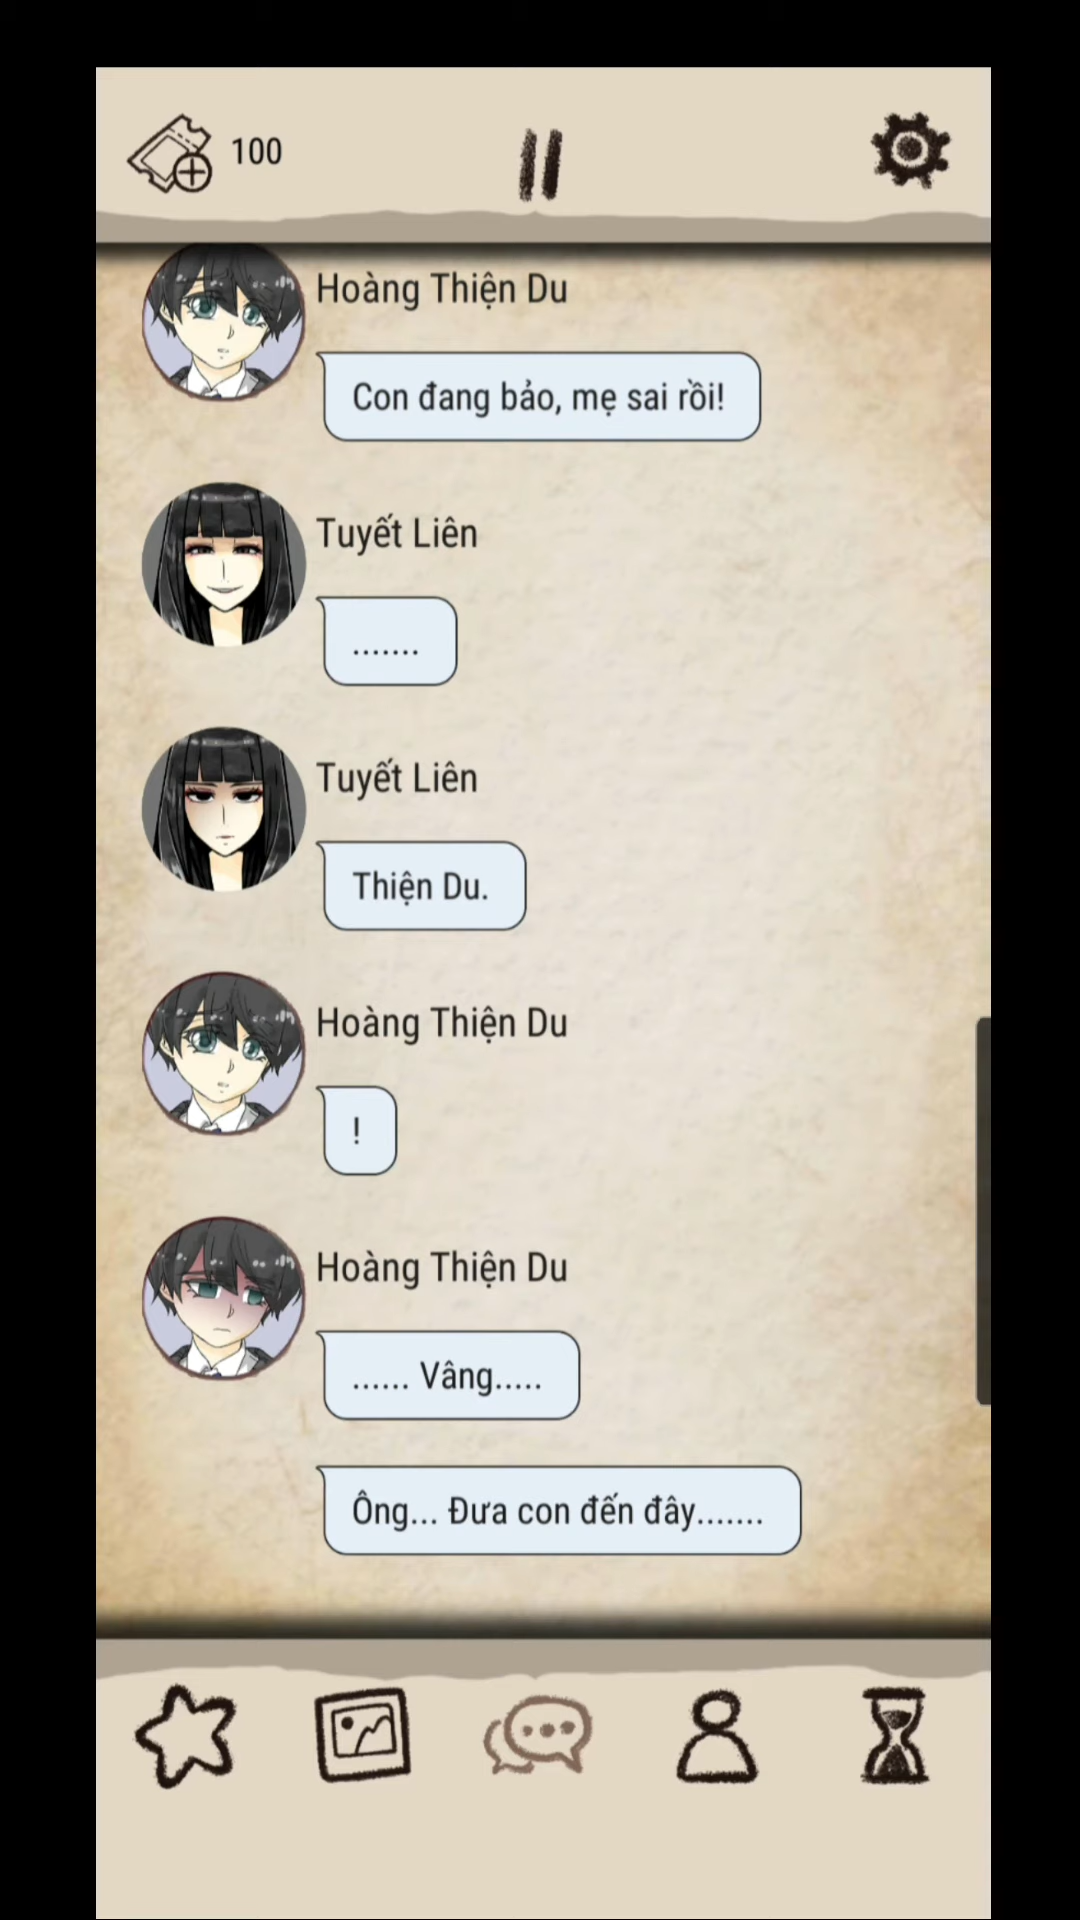 100
Hoàng Thiện Du
Con đang bảo, mẹ sai rồi!
Tuyết Liên
.......
Tuyết Liên
Thiện Du.
Hoàng Thiện Du
!
Hoàng Thiện Du
...... Vâng.....
Ông... Đưa con đến đây.......